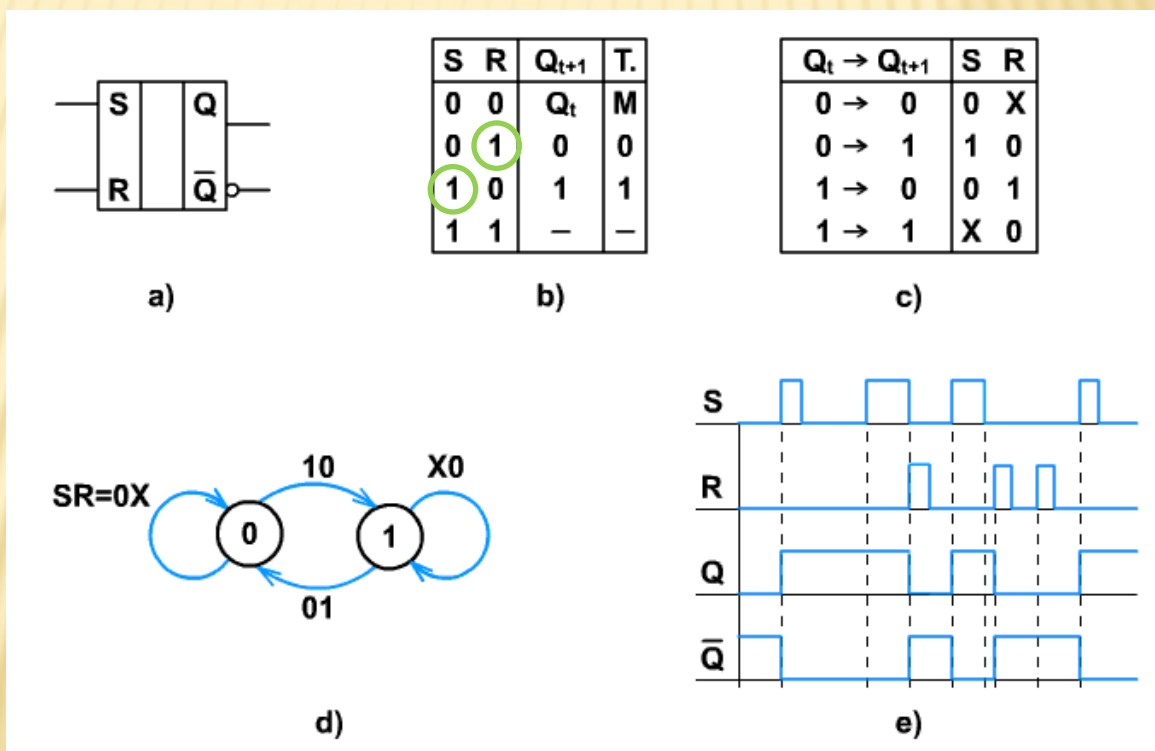 S Q
R Q̅
a)
S R Qt+1 T.
0 0 Qt M
0 1 0 0
1 0 1 1
1 1 – –
b)
Qt → Qt+1 S R
0 → 0 0 X
0 → 1 1 0
1 → 0 0 1
1 → 1 X 0
c)
SR=0X
10
X0
0
1
01
d)
S
R
Q
Q̅
e)